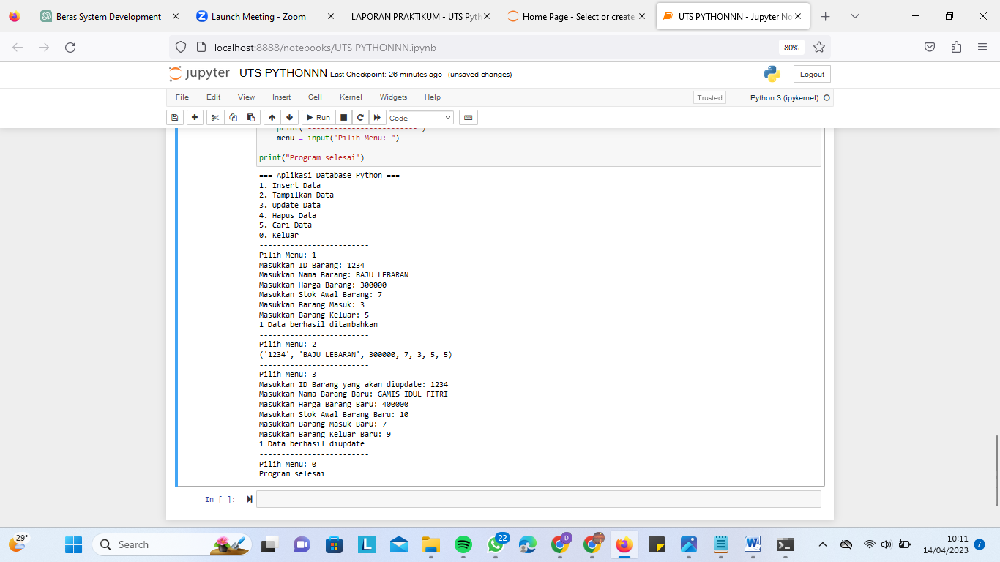 Beras System Development
Launch Meeting - Zoom
LAPORAN PRAKTIKUM - UTS Pyth
Home Page - Select or create
UTS PYTHONNN - Jupyter No
localhost:8888/notebooks/UTS PYTHONNN.ipynb
80%
jupyter UTS PYTHONNN Last Checkpoint: 26 minutes ago (unsaved changes)
Logout
File Edit View Insert Cell Kernel Widgets Help
Trusted
Python 3 (ipykernel)
Run
Code
menu = input("Pilih Menu: ")
print("Program selesai")
=== Aplikasi Database Python ===
1. Insert Data
2. Tampilkan Data
3. Update Data
4. Hapus Data
5. Cari Data
0. Keluar
-------------------------
Pilih Menu: 1
Masukkan ID Barang: 1234
Masukkan Nama Barang: BAJU LEBARAN
Masukkan Harga Barang: 300000
Masukkan Stok Awal Barang: 7
Masukkan Barang Masuk: 3
Masukkan Barang Keluar: 5
1 Data berhasil ditambahkan
-------------------------
Pilih Menu: 2
('1234', 'BAJU LEBARAN', 300000, 7, 3, 5, 5)
-------------------------
Pilih Menu: 3
Masukkan ID Barang yang akan diupdate: 1234
Masukkan Nama Barang Baru: GAMIS IDUL FITRI
Masukkan Harga Barang Baru: 400000
Masukkan Stok Awal Barang Baru: 10
Masukkan Barang Masuk Baru: 7
Masukkan Barang Keluar Baru: 9
1 Data berhasil diupdate
-------------------------
Pilih Menu: 0
Program selesai
In [ ]:
29°
Search
22
D
10:11
14/04/2023
7